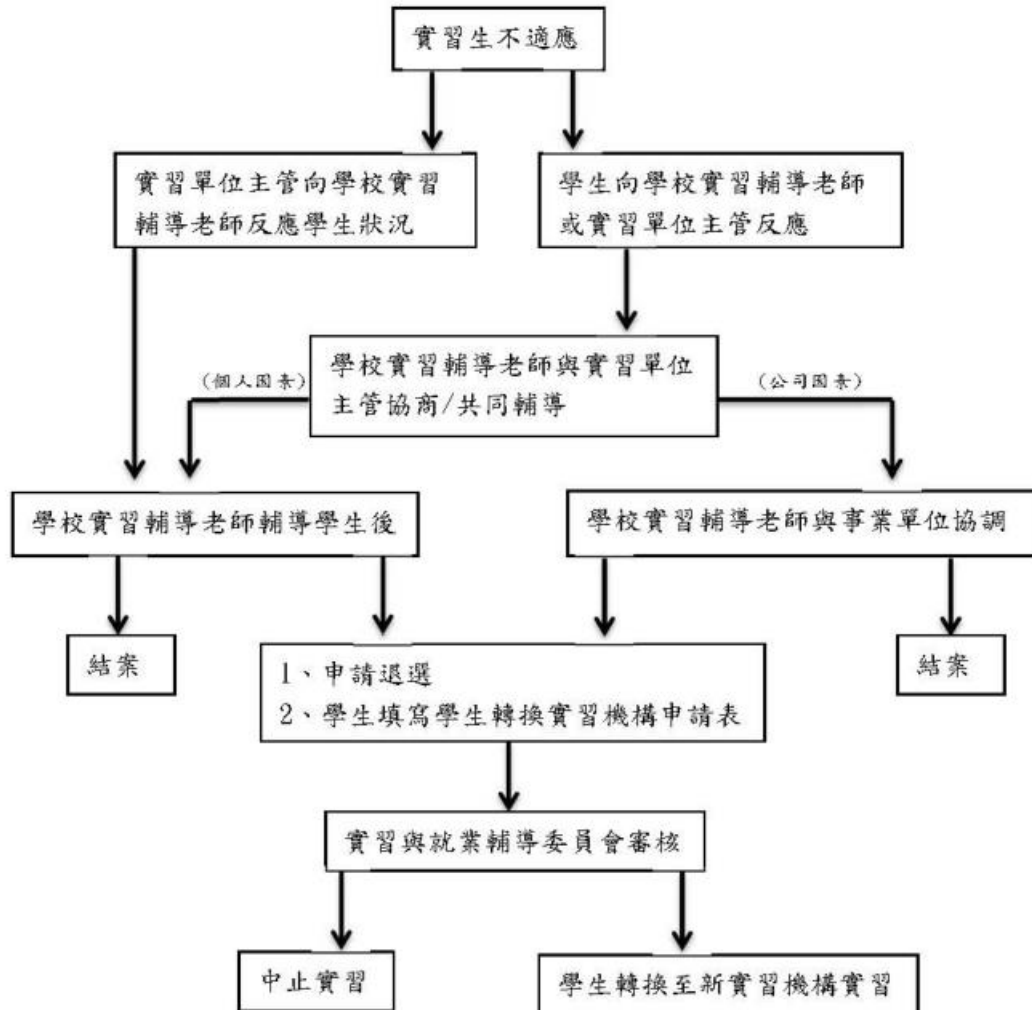 實習生不適應
實習單位主管向學校實習
輔導老師反應學生狀況
學生向學校實習輔導老師
或實習單位主管反應
學校實習輔導老師與實習單位
主管協商/共同輔導
(個人因素)
(公司因素)
學校實習輔導老師輔導學生後
學校實習輔導老師與事業單位協調
結案
1、申請退選
2、學生填寫學生轉換實習機構申請表
結案
實習與就業輔導委員會審核
中止實習
學生轉換至新實習機構實習